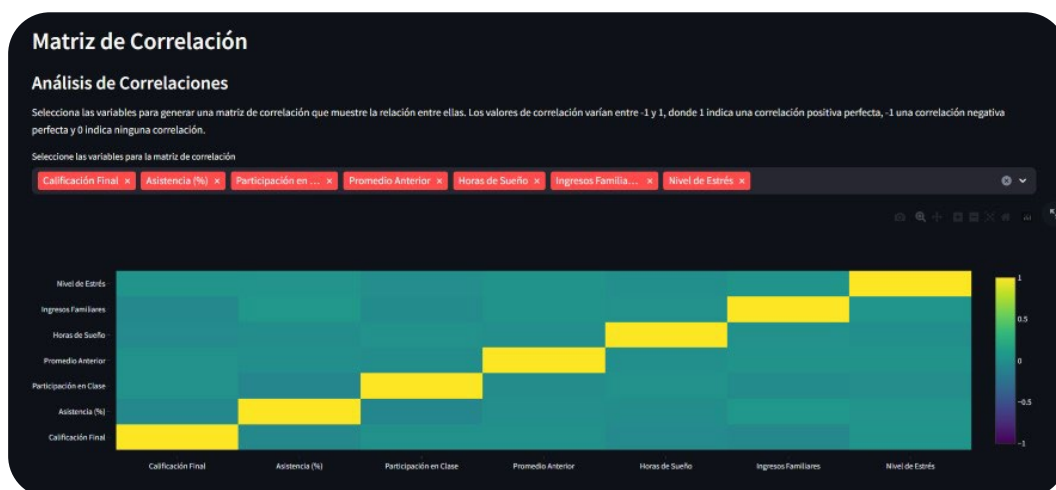 Matriz de Correlación
Análisis de Correlaciones
Selecciona las variables para generar una matriz de correlación que muestre la relación entre ellas. Los valores de correlación varían entre -1 y 1, donde 1 indica una correlación positiva perfecta, -1 una correlación negativa
perfecta y 0 indica ninguna correlación.
Seleccione las variables para la matriz de correlación
Calificación Final × Asistencia (%) × Participación en ... × Promedio Anterior × Horas de Sueño × Ingresos Familia... × Nivel de Estrés ×
Nivel de Estrés
Ingresos Familiares
Horas de Sueño
Promedio Anterior
Participación en Clase
Asistencia (%)
Calificación Final
Calificación Final Asistencia (%) Participación en Clase Promedio Anterior Horas de Sueño Ingresos Familiares Nivel de Estrés
1
0.5
0
−0.5
−1